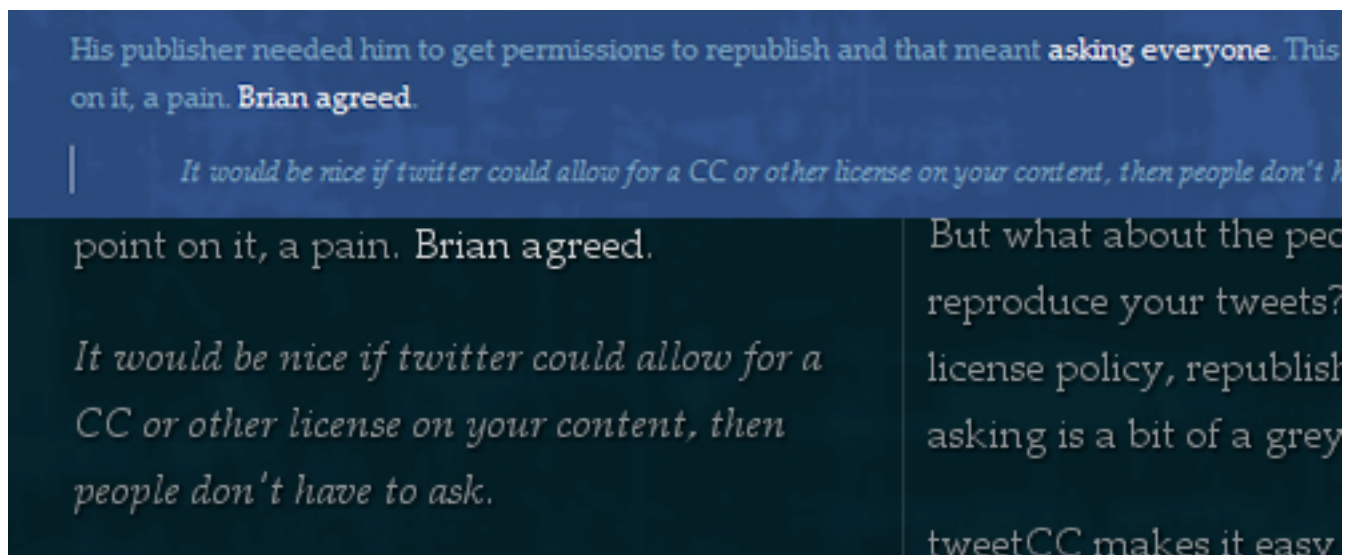 His publisher needed him to get permissions to republish and that meant asking everyone. This
on it, a pain. Brian agreed.
It would be nice if twitter could allow for a CC or other license on your content, then people don't h
point on it, a pain. Brian agreed.
It would be nice if twitter could allow for a
CC or other license on your content, then
people don't have to ask.
But what about the peo
reproduce your tweets?
license policy, republish
asking is a bit of a grey
tweetCC makes it easy